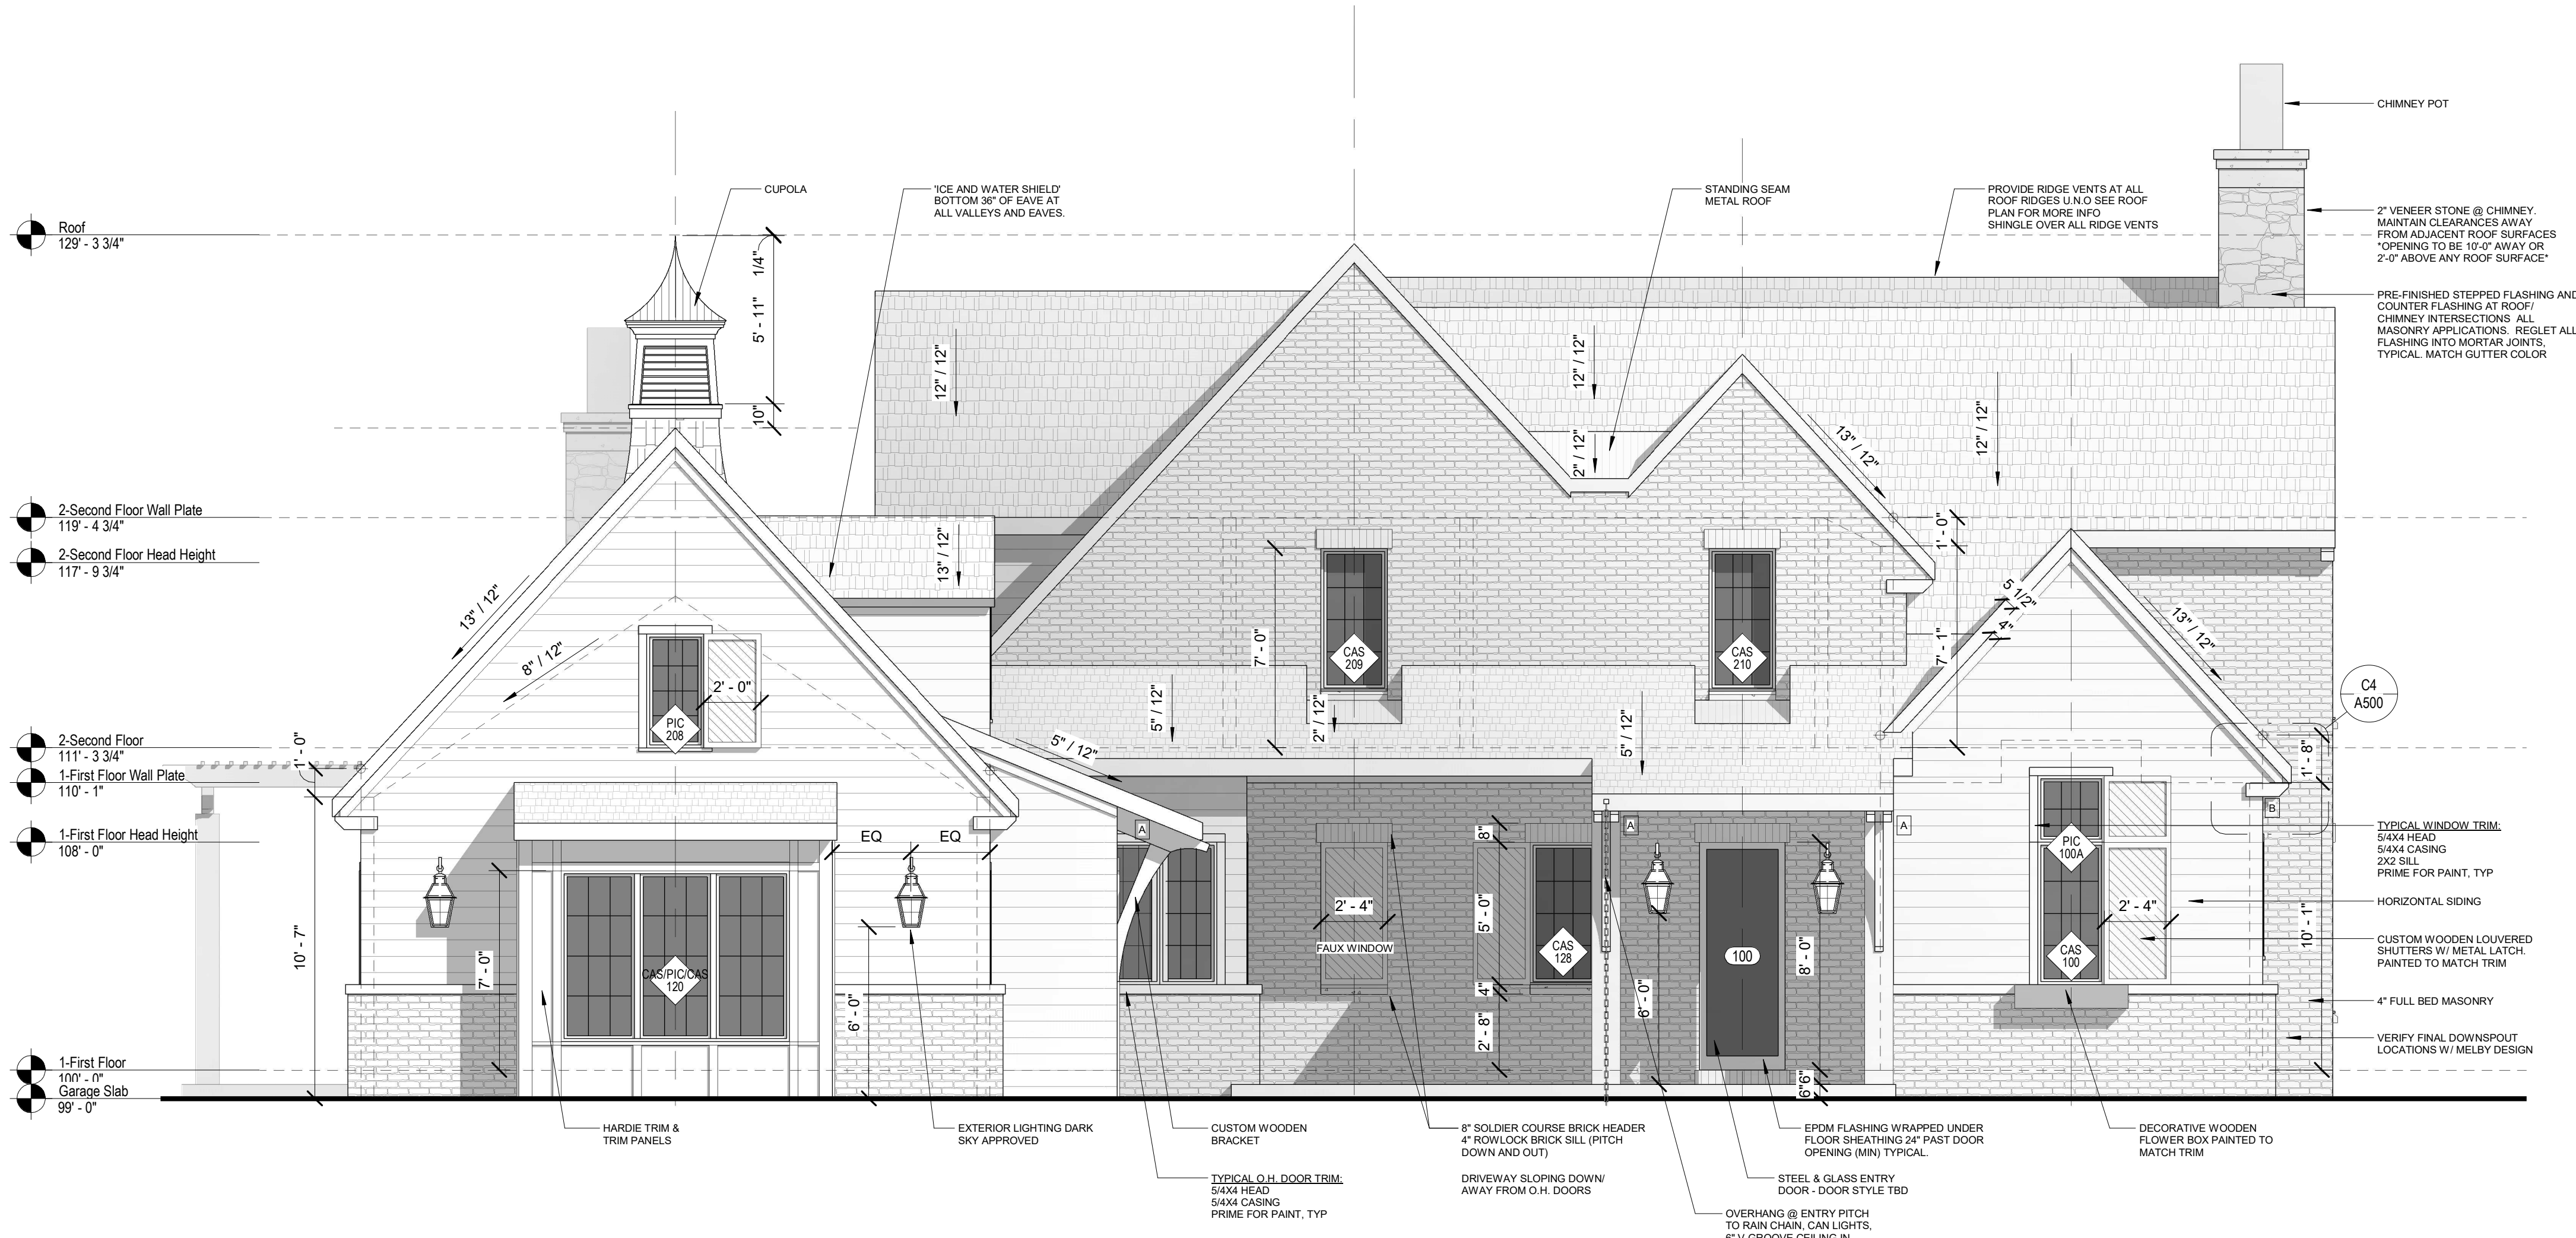 CHIMNEY POT
CUPOLA
'ICE AND WATER SHIELD'
BOTTOM 36" OF EAVE AT
ALL VALLEYS AND EAVES.
STANDING SEAM
METAL ROOF
PROVIDE RIDGE VENTS AT ALL
ROOF RIDGES U.N.O SEE ROOF
PLAN FOR MORE INFO
SHINGLE OVER ALL RIDGE VENTS
2" VENEER STONE @ CHIMNEY.
MAINTAIN CLEARANCES AWAY
FROM ADJACENT ROOF SURFACES
*OPENING TO BE 10'-0" AWAY OR
2'-0" ABOVE ANY ROOF SURFACE*
PRE-FINISHED STEPPED FLASHING AND
COUNTER FLASHING AT ROOF/
CHIMNEY INTERSECTIONS ALL
MASONRY APPLICATIONS. REGLET ALL
FLASHING INTO MORTAR JOINTS,
TYPICAL. MATCH GUTTER COLOR
Roof
129' - 3 3/4"
2-Second Floor Wall Plate
119' - 4 3/4"
2-Second Floor Head Height
117' - 9 3/4"
2-Second Floor
111' - 3 3/4"
1-First Floor Wall Plate
110' - 1"
1-First Floor Head Height
108' - 0"
1-First Floor
100' - 0"
Garage Slab
99' - 0"
5' - 11 1/4"
10"
12" / 12"
12" / 12"
2" / 12"
13" / 12"
12" / 12"
13" / 12"
13" / 12"
8" / 12"
2' - 0"
PIC
208
7' - 0"
CAS
209
CAS
210
1' - 0"
7' - 1"
5 1/2"
4"
13" / 12"
C4
A500
1' - 0"
5" / 12"
5" / 12"
2" / 12"
5" / 12"
1' - 8"
B
10' - 7"
7' - 0"
CAS/PIC/CAS
120
EQ
EQ
6' - 0"
A
2' - 4"
FAUX WINDOW
8"
5' - 0"
4"
2' - 8"
CAS
128
A
6' - 0"
100
8' - 0"
6"
6"
A
PIC
100A
CAS
100
2' - 4"
10' - 1"
TYPICAL WINDOW TRIM:
5/4X4 HEAD
5/4X4 CASING
2X2 SILL
PRIME FOR PAINT, TYP
HORIZONTAL SIDING
CUSTOM WOODEN LOUVERED
SHUTTERS W/ METAL LATCH.
PAINTED TO MATCH TRIM
4" FULL BED MASONRY
VERIFY FINAL DOWNSPOUT
LOCATIONS W/ MELBY DESIGN
HARDIE TRIM &
TRIM PANELS
EXTERIOR LIGHTING DARK
SKY APPROVED
CUSTOM WOODEN
BRACKET
TYPICAL O.H. DOOR TRIM:
5/4X4 HEAD
5/4X4 CASING
PRIME FOR PAINT, TYP
8" SOLDIER COURSE BRICK HEADER
4" ROWLOCK BRICK SILL (PITCH
DOWN AND OUT)
DRIVEWAY SLOPING DOWN/
AWAY FROM O.H. DOORS
EPDM FLASHING WRAPPED UNDER
FLOOR SHEATHING 24" PAST DOOR
OPENING (MIN) TYPICAL.
STEEL & GLASS ENTRY
DOOR - DOOR STYLE TBD
OVERHANG @ ENTRY PITCH
TO RAIN CHAIN, CAN LIGHTS,
6" V-GROOVE CEILING IN
DECORATIVE WOODEN
FLOWER BOX PAINTED TO
MATCH TRIM